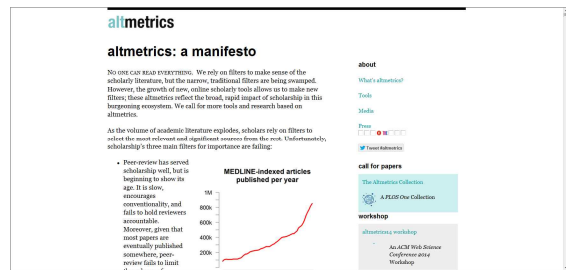 altmetrics
altmetrics: a manifesto
NO ONE CAN READ EVERYTHING. We rely on filters to make sense of the
scholarly literature, but the narrow, traditional filters are being swamped.
However, the growth of new, online scholarly tools allows us to make new
filters; these altmetrics reflect the broad, rapid impact of scholarship in this
burgeoning ecosystem. We call for more tools and research based on
altmetrics.
As the volume of academic literature explodes, scholars rely on filters to
select the most relevant and significant sources from the rest. Unfortunately,
scholarship's three main filters for importance are failing:
• Peer-review has served
scholarship well, but is
beginning to show its
age. It is slow,
encourages
conventionality, and
fails to hold reviewers
accountable.
Moreover, given that
most papers are
eventually published
somewhere, peer-
review fails to limit
MEDLINE-indexed articles
published per year
1M
800k
600k
400k
200k
about
What's altmetrics?
Tools
Media
Press
Tweet #altmetrics
call for papers
The Altmetrics Collection
A PLOS One Collection
workshop
altmetrics14 workshop
An ACM Web Science
Conference 2014
Workshop